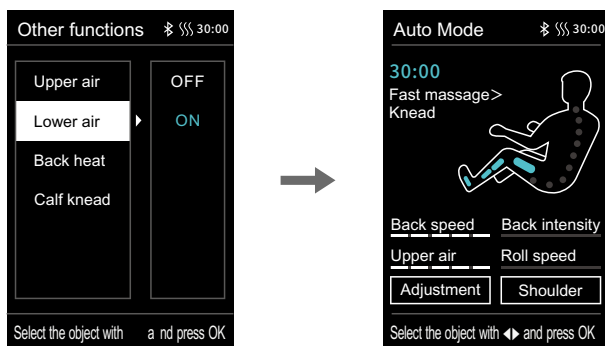 Other functions 30:00
Upper air OFF
Lower air ON
Back heat
Calf knead
Select the object with a nd press OK
Auto Mode 30:00
30:00
Fast massage>
Knead
Back speed Back intensity
Upper air Roll speed
Adjustment Shoulder
Select the object with ◀▶ and press OK